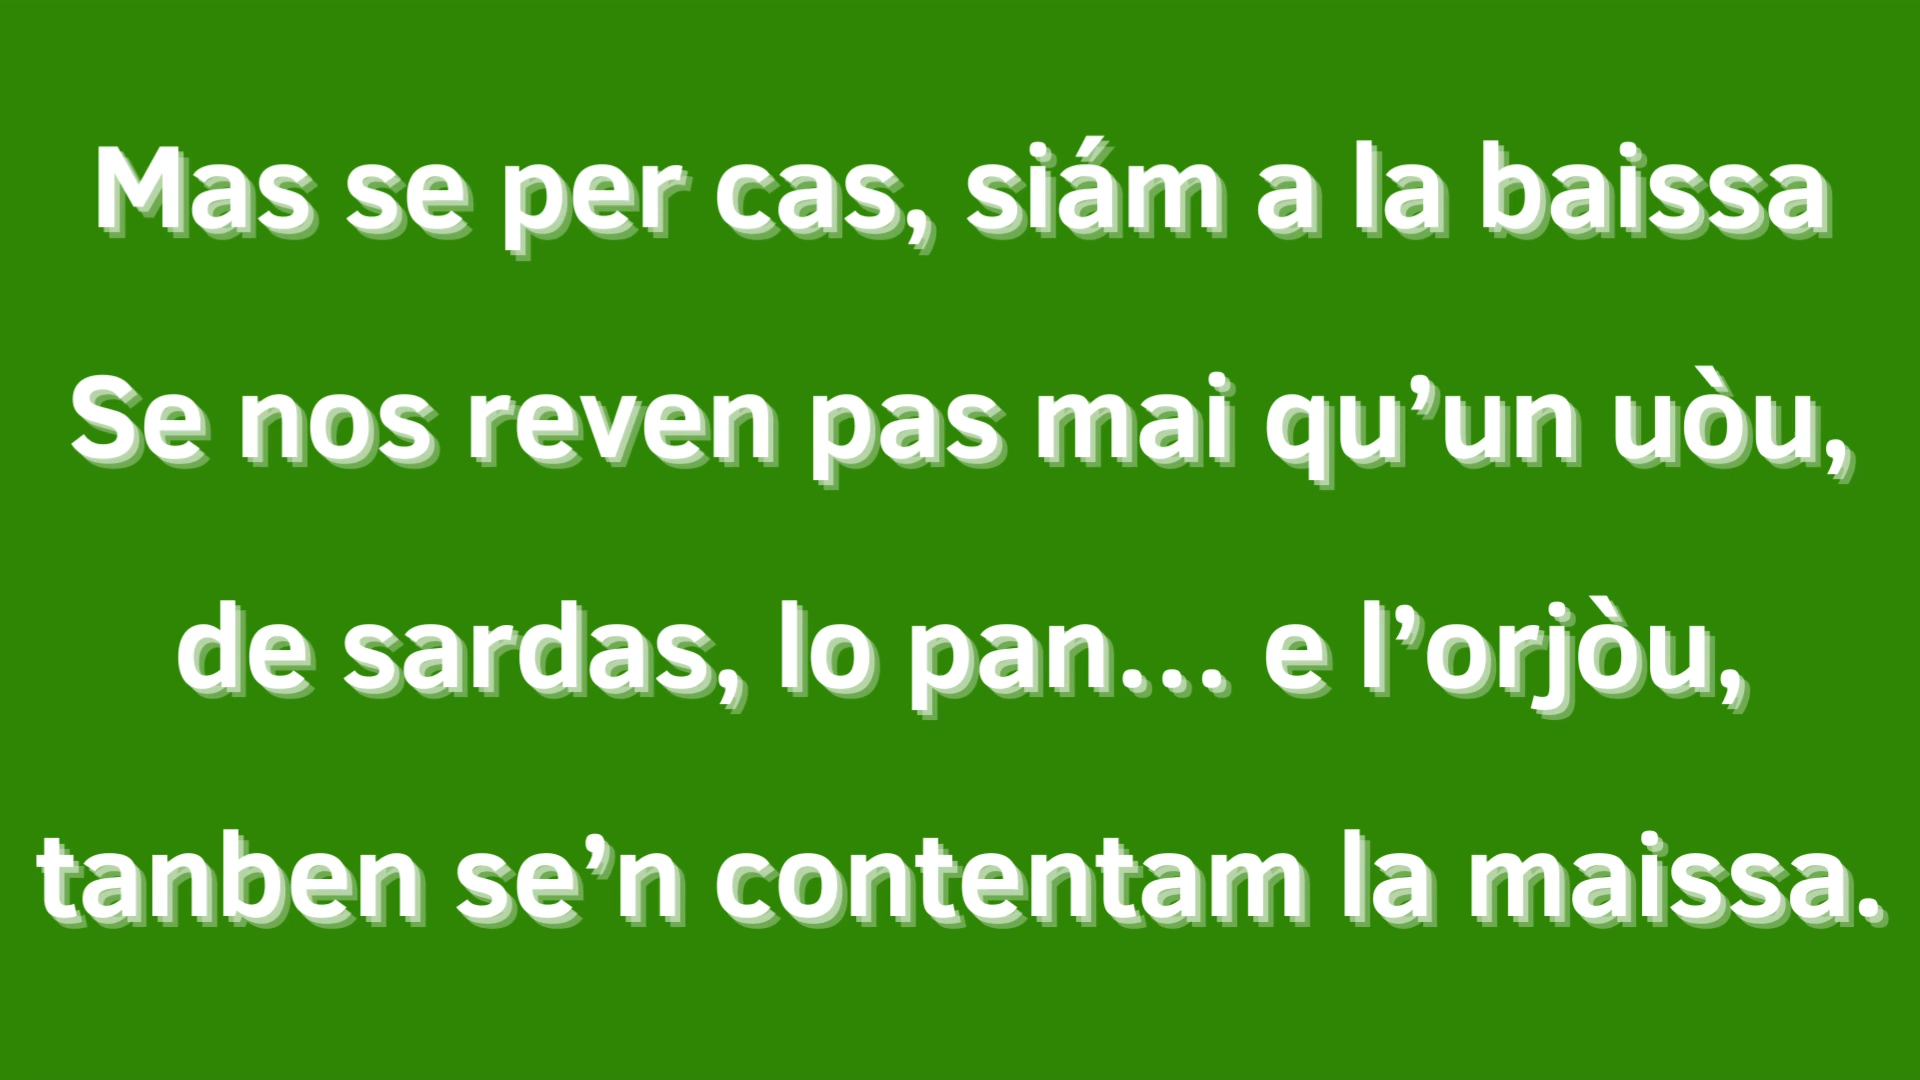 Mas se per cas, siám a la baissa
Se nos reven pas mai qu’un uòu,
de sardas, lo pan... e l’orjòu,
tanben se’n contentam la maissa.